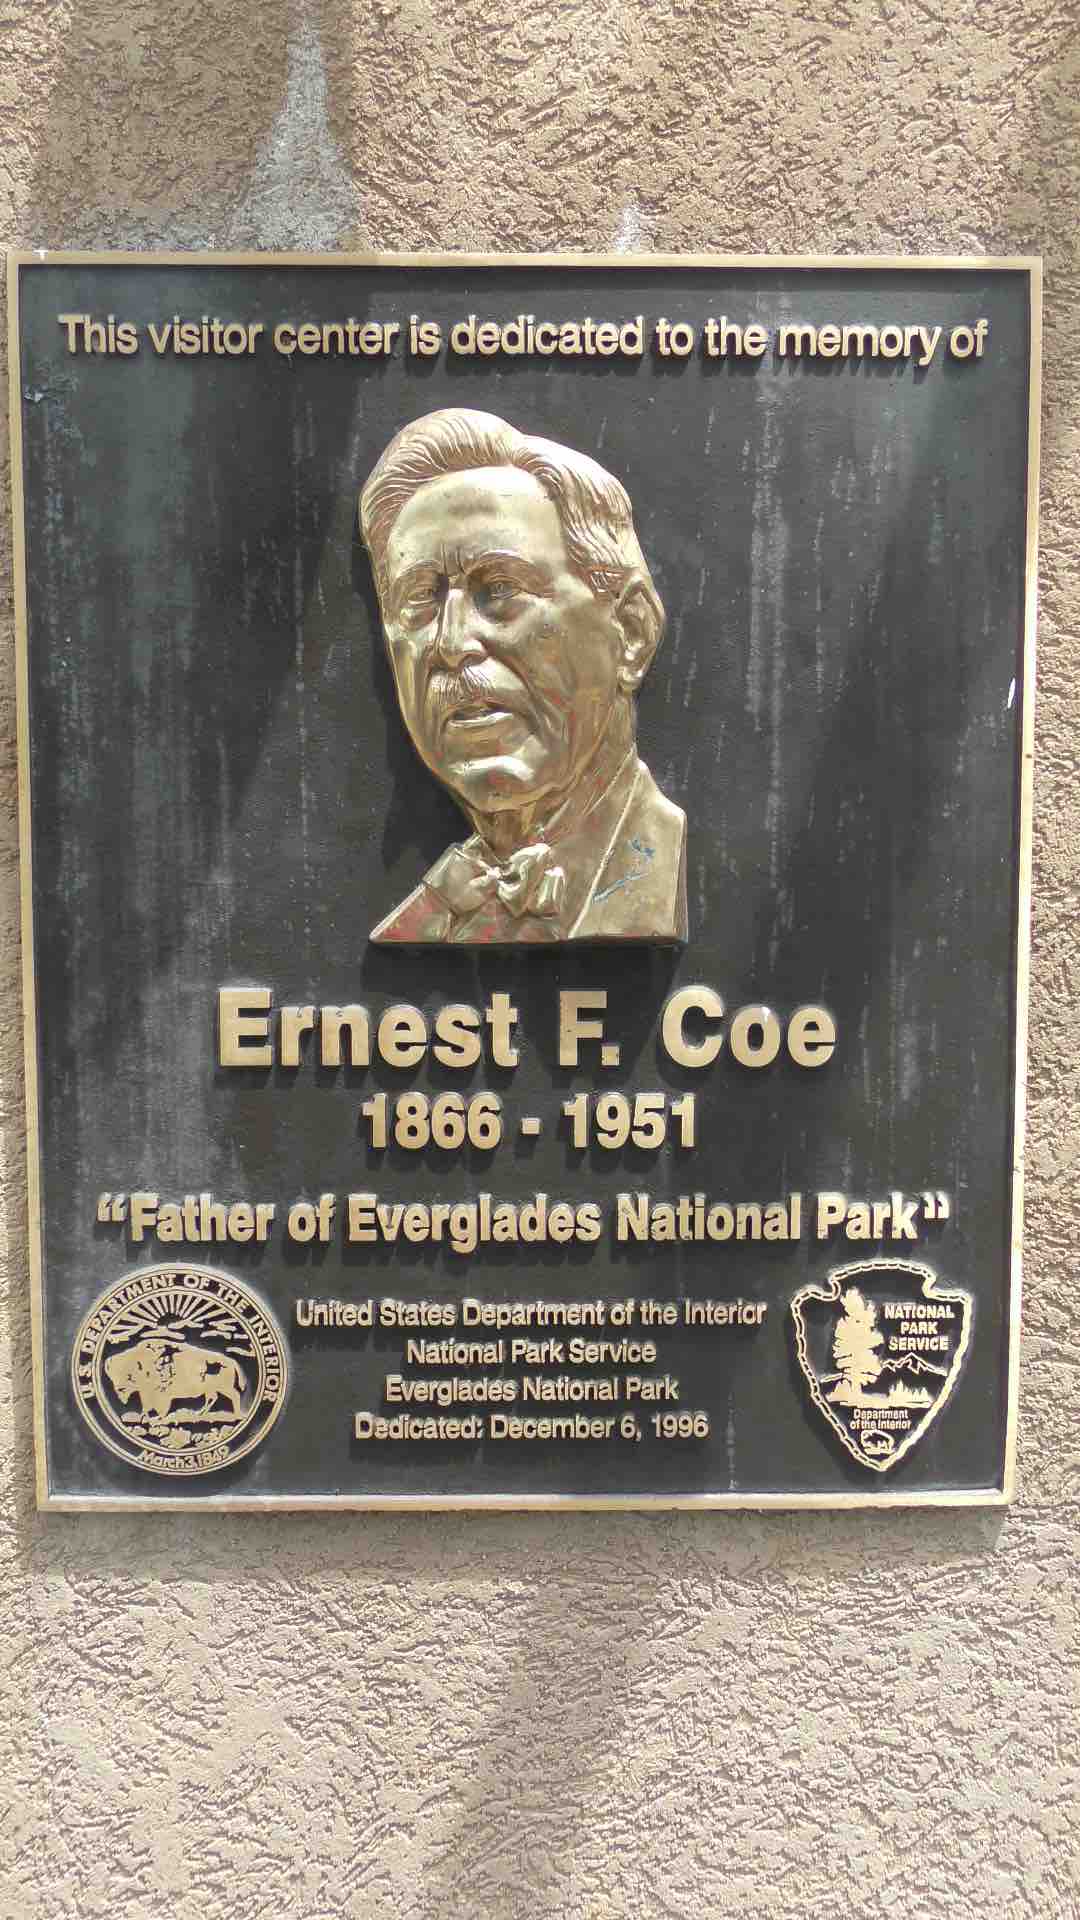 This visitor center is dedicated to the memory of
Ernest F. Coe
1866 - 1951
“Father of Everglades National Park”
U.S. DEPARTMENT OF THE INTERIOR
March 3, 1849
United States Department of the Interior
National Park Service
Everglades National Park
Dedicated: December 6, 1996
NATIONAL
PARK
SERVICE
Department
of the Interior